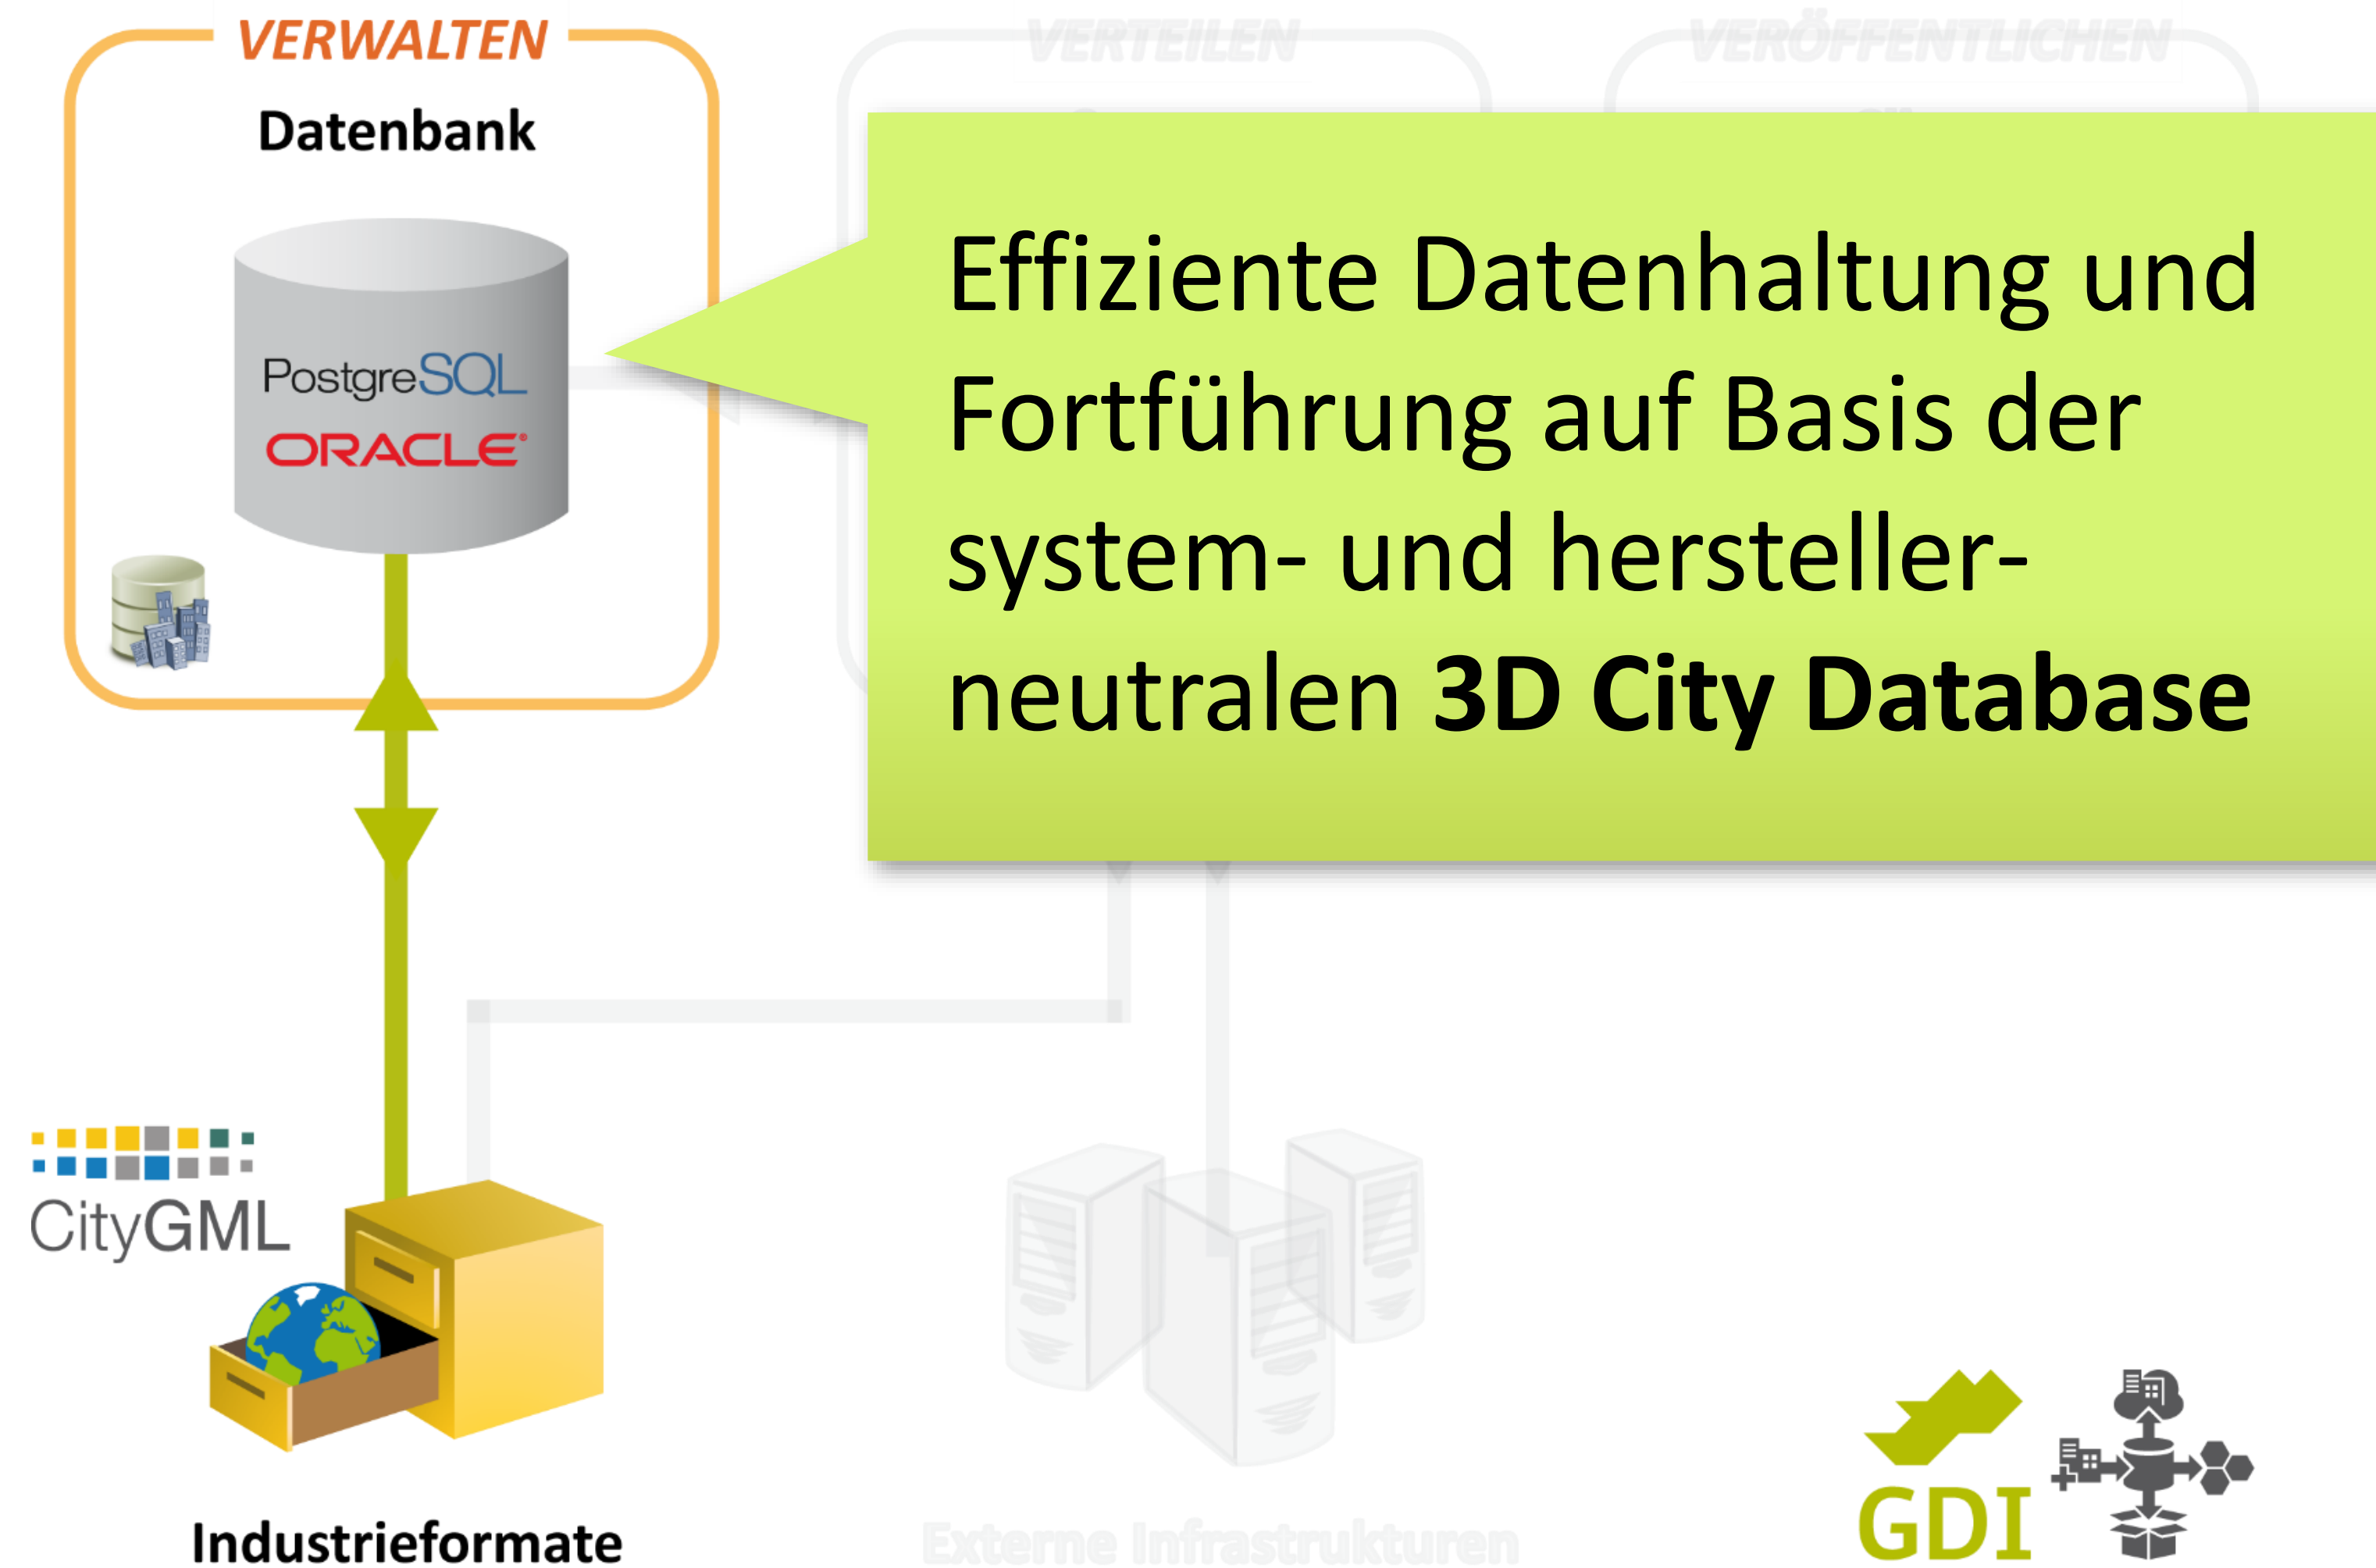 VERWALTEN
VERTEILEN
VERÖFFENTLICHEN
Datenbank
PostgreSQL
ORACLE®
Effiziente Datenhaltung und
Fortführung auf Basis der
system- und hersteller-
neutralen 3D City Database
CityGML
Industrieformate
Externe Infrastrukturen
GDI